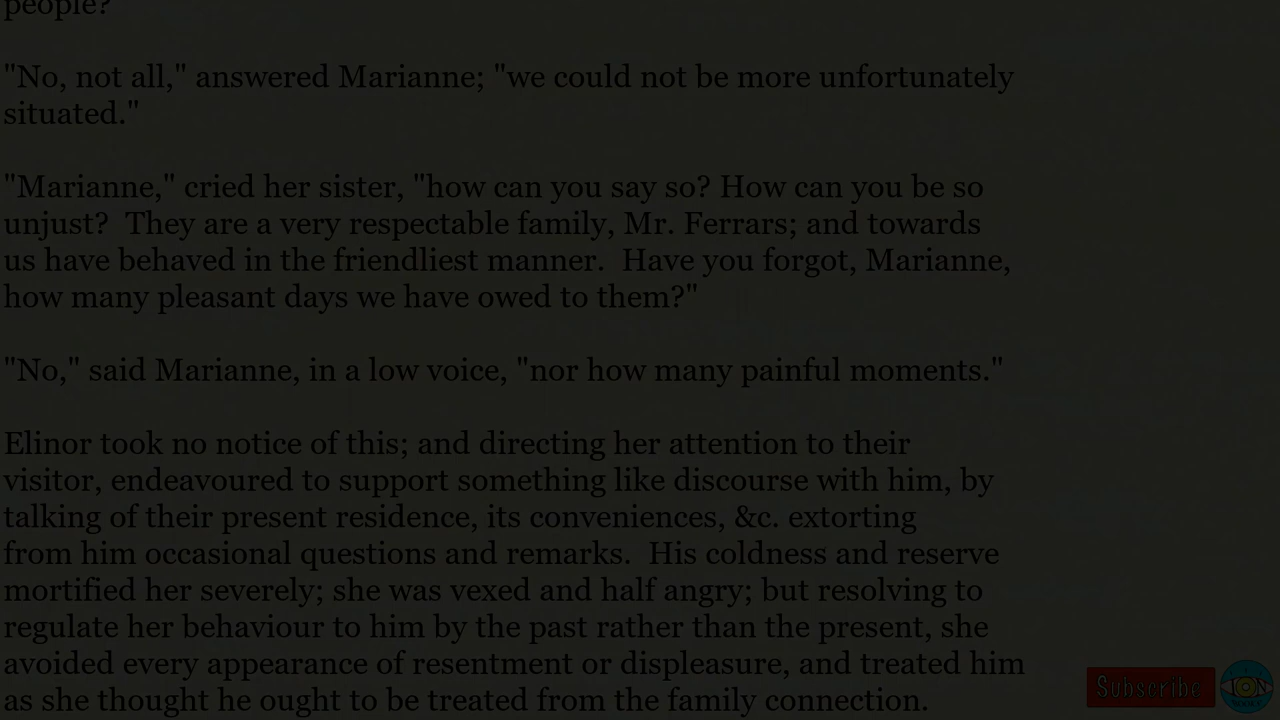 people?
"No, not all," answered Marianne; "we could not be more unfortunately
situated."
"Marianne," cried her sister, "how can you say so? How can you be so
unjust?  They are a very respectable family, Mr. Ferrars; and towards
us have behaved in the friendliest manner.  Have you forgot, Marianne,
how many pleasant days we have owed to them?"
"No," said Marianne, in a low voice, "nor how many painful moments."
Elinor took no notice of this; and directing her attention to their
visitor, endeavoured to support something like discourse with him, by
talking of their present residence, its conveniences, &c. extorting
from him occasional questions and remarks.  His coldness and reserve
mortified her severely; she was vexed and half angry; but resolving to
regulate her behaviour to him by the past rather than the present, she
avoided every appearance of resentment or displeasure, and treated him
as she thought he ought to be treated from the family connection.
Subscribe